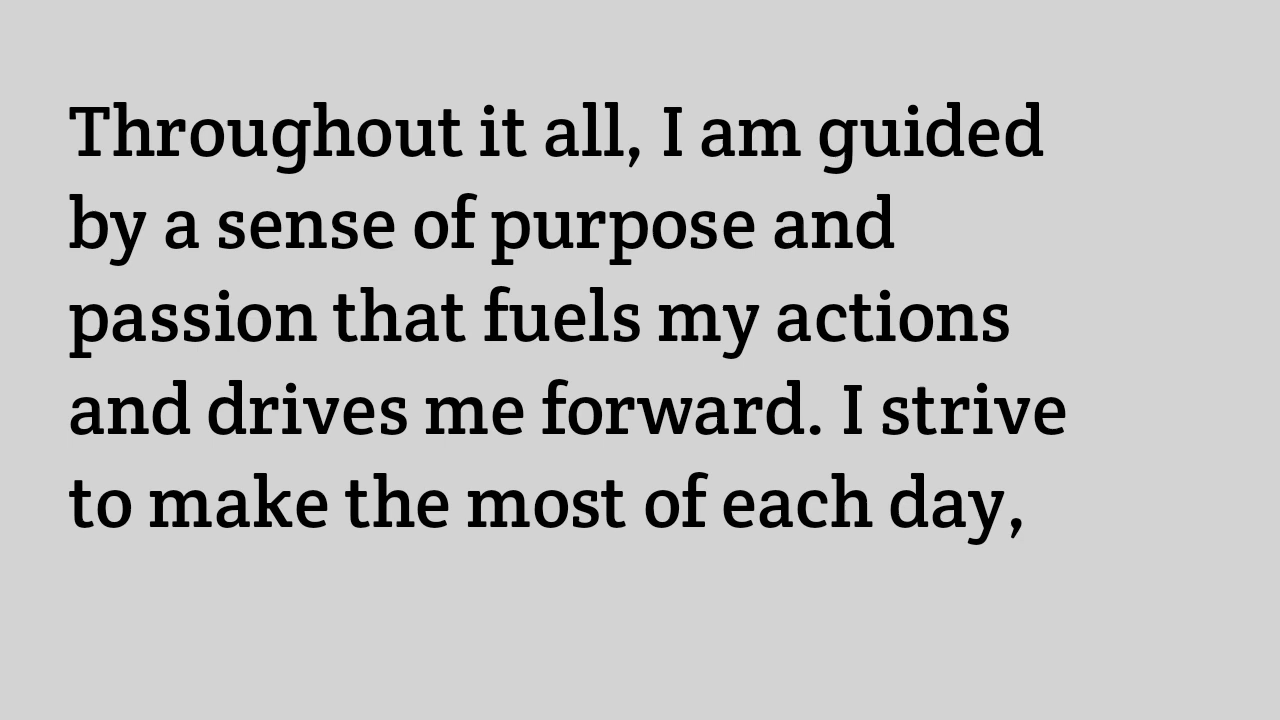 Throughout it all, I am guided
by a sense of purpose and
passion that fuels my actions
and drives me forward. I strive
to make the most of each day,